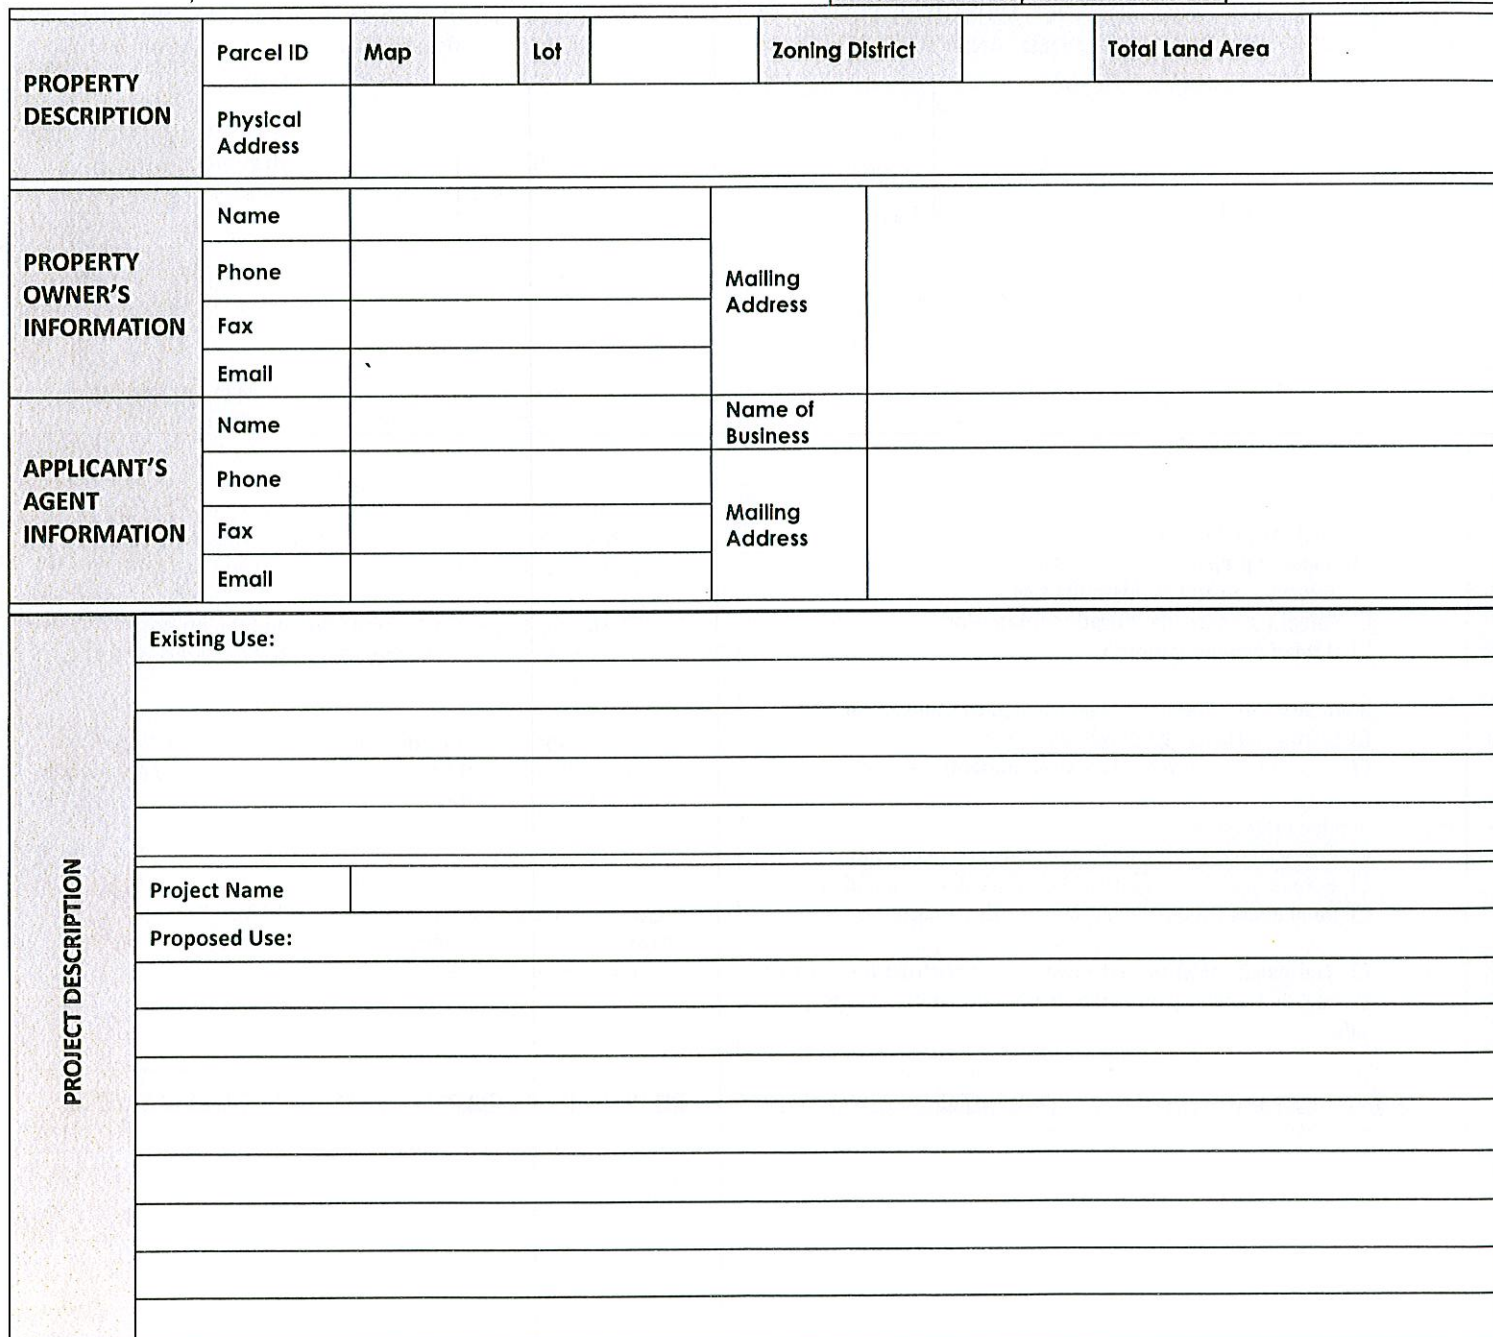 PROPERTY
DESCRIPTION
Parcel ID
Map
Lot
Zoning District
Total Land Area
Physical
Address
PROPERTY
OWNER'S
INFORMATION
Name
Phone
Fax
Email
Mailing
Address
APPLICANT'S
AGENT
INFORMATION
Name
Phone
Fax
Email
Name of
Business
Mailing
Address
PROJECT DESCRIPTION
Existing Use:
Project Name
Proposed Use: